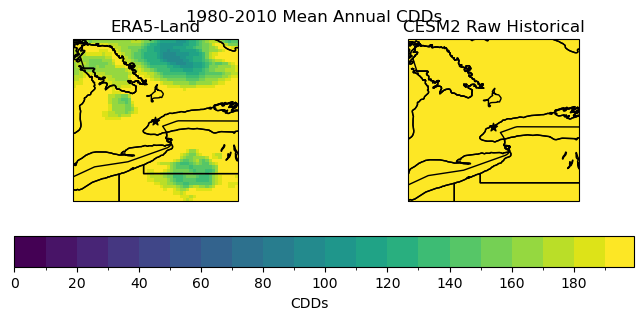 1980-2010 Mean Annual CDDs
ERA5-Land
CESM2 Raw Historical
0 20 40 60 80 100 120 140 160 180
CDDs